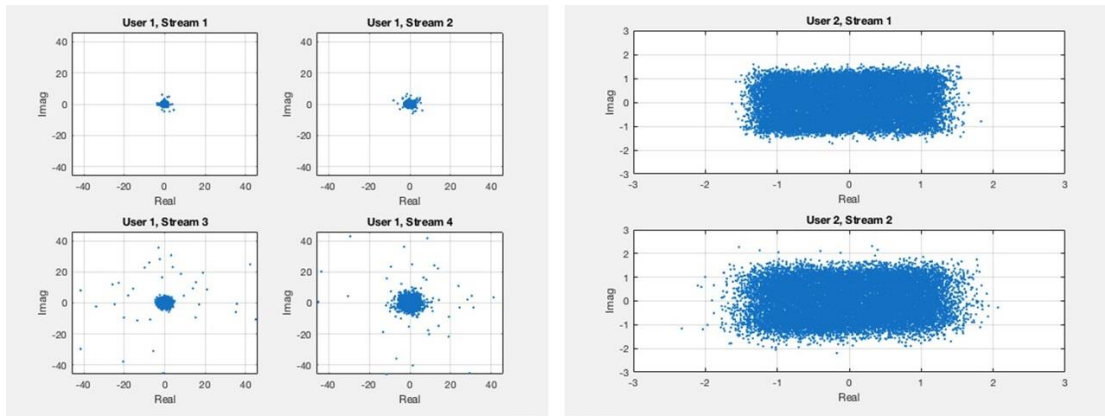 User 1, Stream 1
40
20
0
-20
-40
Imag
-40 -20 0 20 40
Real
User 1, Stream 2
40
20
0
-20
-40
Imag
-40 -20 0 20 40
Real
User 1, Stream 3
40
20
0
-20
-40
Imag
-40 -20 0 20 40
Real
User 1, Stream 4
40
20
0
-20
-40
Imag
-40 -20 0 20 40
Real
User 2, Stream 1
3
2
1
0
-1
-2
-3
Imag
-3 -2 -1 0 1 2 3
Real
User 2, Stream 2
3
2
1
0
-1
-2
-3
Imag
-3 -2 -1 0 1 2 3
Real